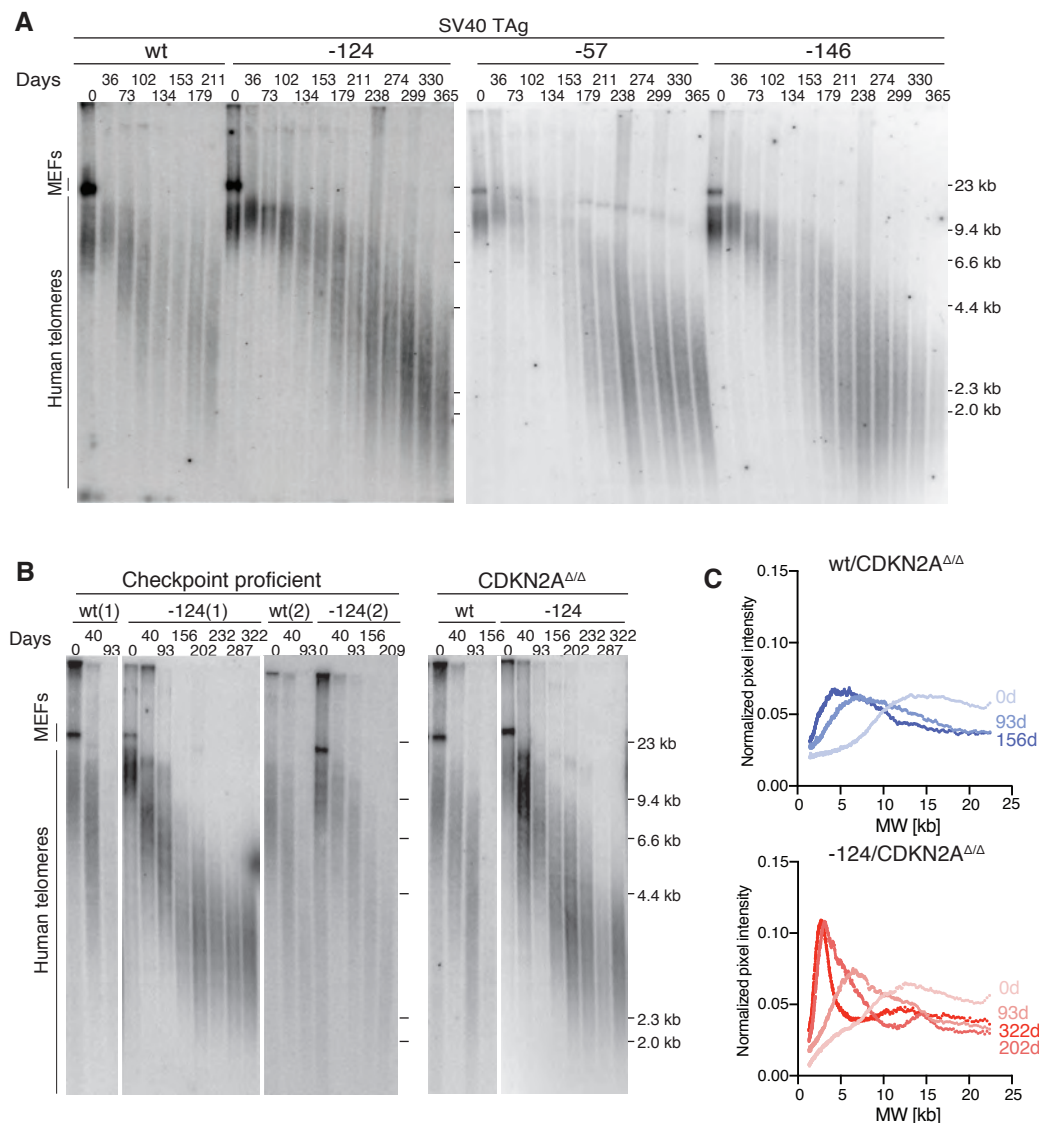 A
SV40 TAg
wt -124 -57 -146
Days 36 102 153 211 36 102 153 211 274 330 36 102 153 211 274 330 36 102 153 211 274 330
0 73 134 179 0 73 134 179 238 299 365 0 73 134 179 238 299 365 0 73 134 179 238 299 365
MEFs
Human telomeres
23 kb
9.4 kb
6.6 kb
4.4 kb
2.3 kb
2.0 kb
B
Checkpoint proficient CDKN2A^Δ/Δ
wt(1) -124(1) wt(2) -124(2) wt -124
Days 40 40 156 232 322 40 40 156 40 156 40 156 232 322
0 93 0 93 202 287 0 93 0 93 209 0 93 0 93 202 287
MEFs
Human telomeres
23 kb
9.4 kb
6.6 kb
4.4 kb
2.3 kb
2.0 kb
C
wt/CDKN2A^Δ/Δ
Normalized pixel intensity
0.15
0.10
0.05
0.00
0d
93d
156d
0 5 10 15 20 25
MW [kb]
-124/CDKN2A^Δ/Δ
Normalized pixel intensity
0.15
0.10
0.05
0.00
0d
93d
322d
202d
0 5 10 15 20 25
MW [kb]